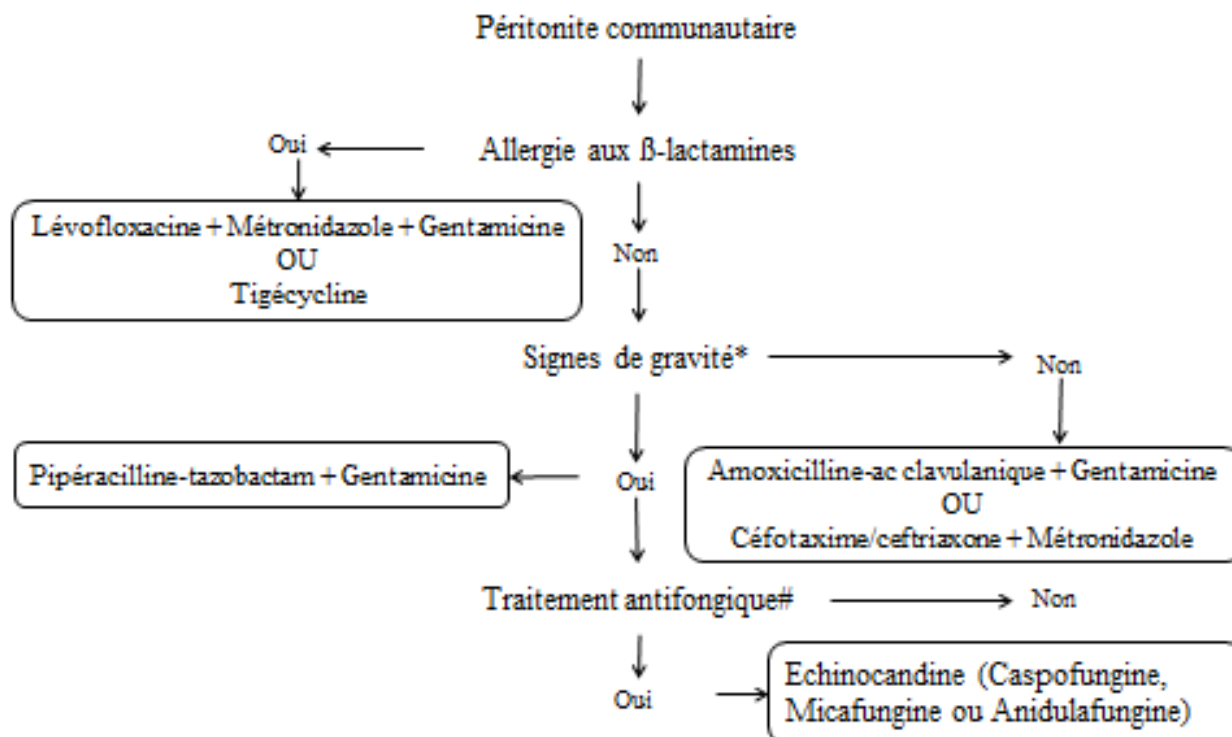 Péritonite communautaire
Oui
Allergie aux ß-lactamines
Lévofloxacine + Métronidazole + Gentamicine
OU
Tigécycline
Non
Signes de gravité*
Non
Pipéracilline-tazobactam + Gentamicine
Oui
Amoxicilline-ac clavulanique + Gentamicine
OU
Céfotaxime/ceftriaxone + Métronidazole
Traitement antifongique#
Non
Oui
Echinocandine (Caspofungine,
Micafungine ou Anidulafungine)